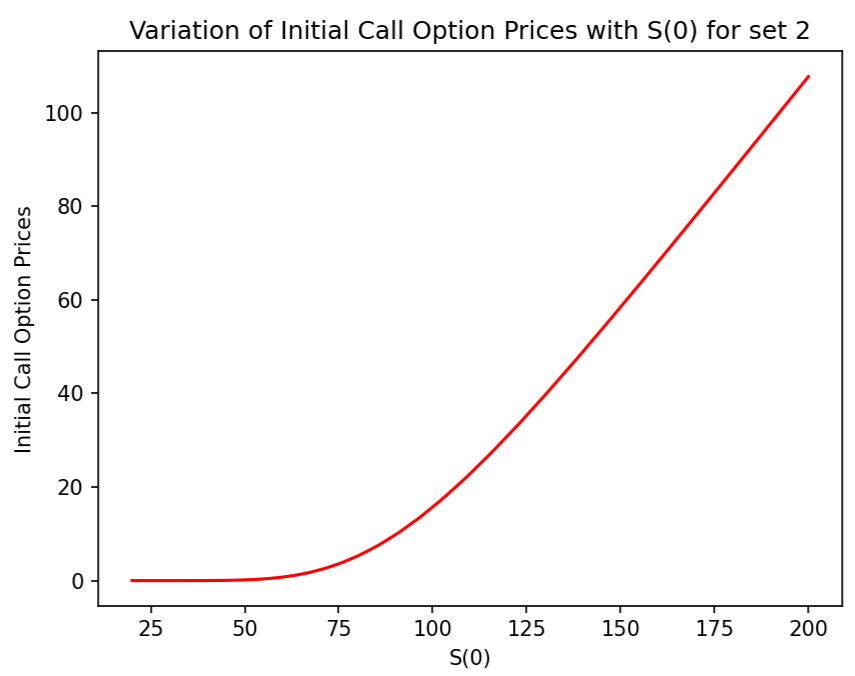 Variation of Initial Call Option Prices with S(0) for set 2
Initial Call Option Prices
100
80
60
40
20
0
25 50 75 100 125 150 175 200
S(0)